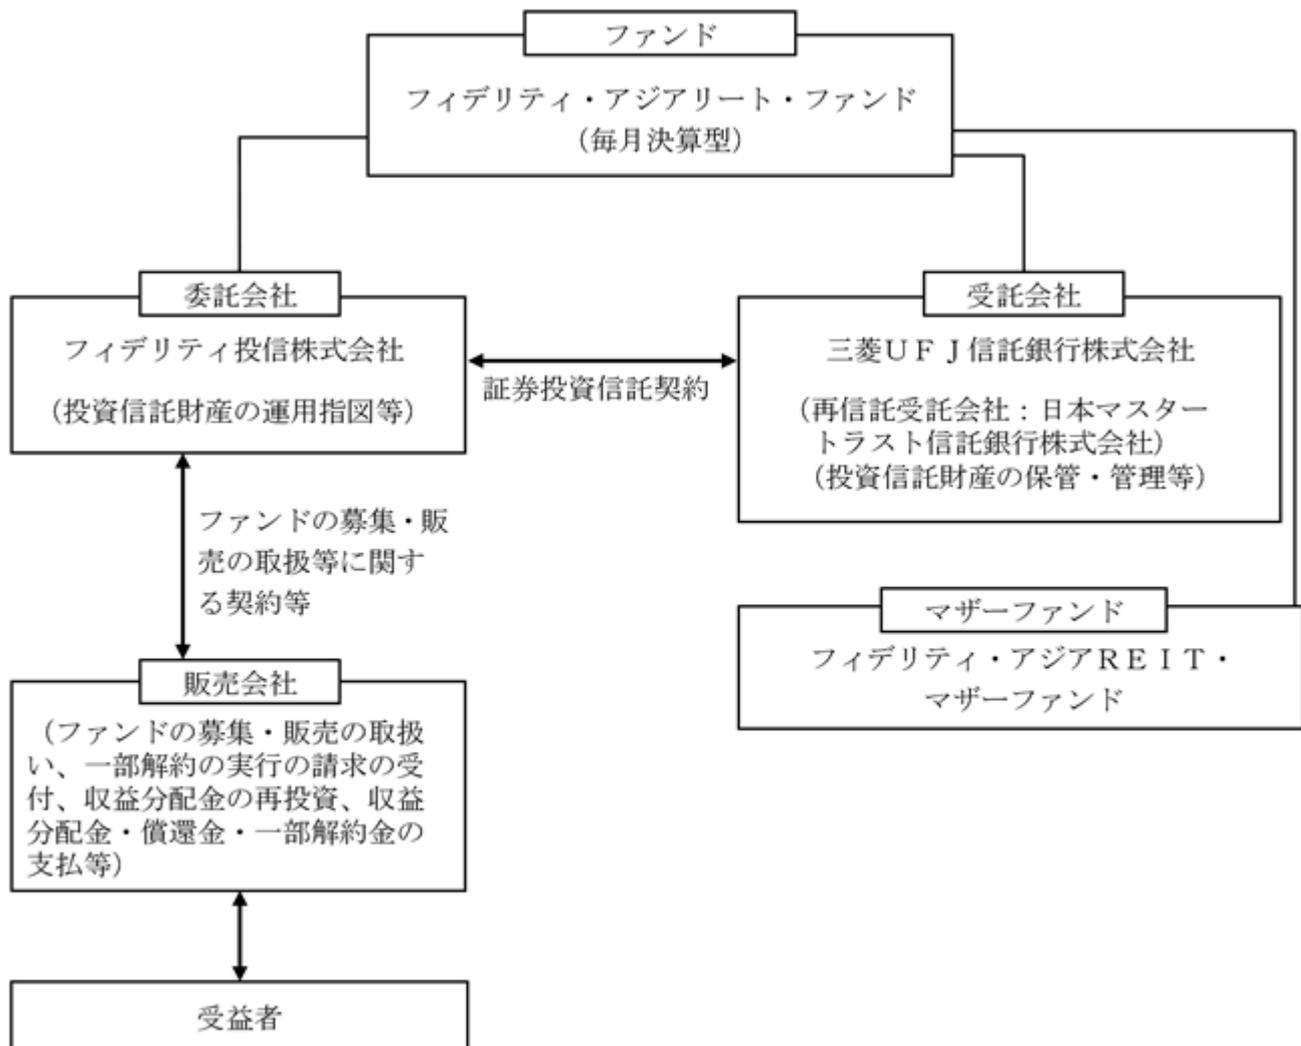 ファンド
フィデリティ・アジアリート・ファンド
（毎月決算型）
委託会社
フィデリティ投信株式会社
（投資信託財産の運用指図等）
証券投資信託契約
受託会社
三菱ＵＦＪ信託銀行株式会社
（再信託受託会社：日本マスター
トラスト信託銀行株式会社）
（投資信託財産の保管・管理等）
ファンドの募集・販
売の取扱等に関す
る契約等
マザーファンド
フィデリティ・アジアＲＥＩＴ・
マザーファンド
販売会社
（ファンドの募集・販売の取扱
い、一部解約の実行の請求の受
付、収益分配金の再投資、収益
分配金・償還金・一部解約金の
支払等）
受益者